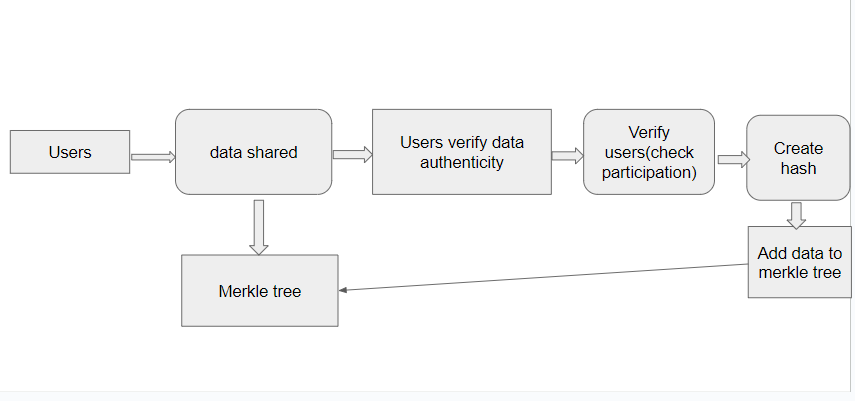 Users
data shared
Users verify data
authenticity
Verify
users(check
participation)
Create
hash
Merkle tree
Add data to
merkle tree